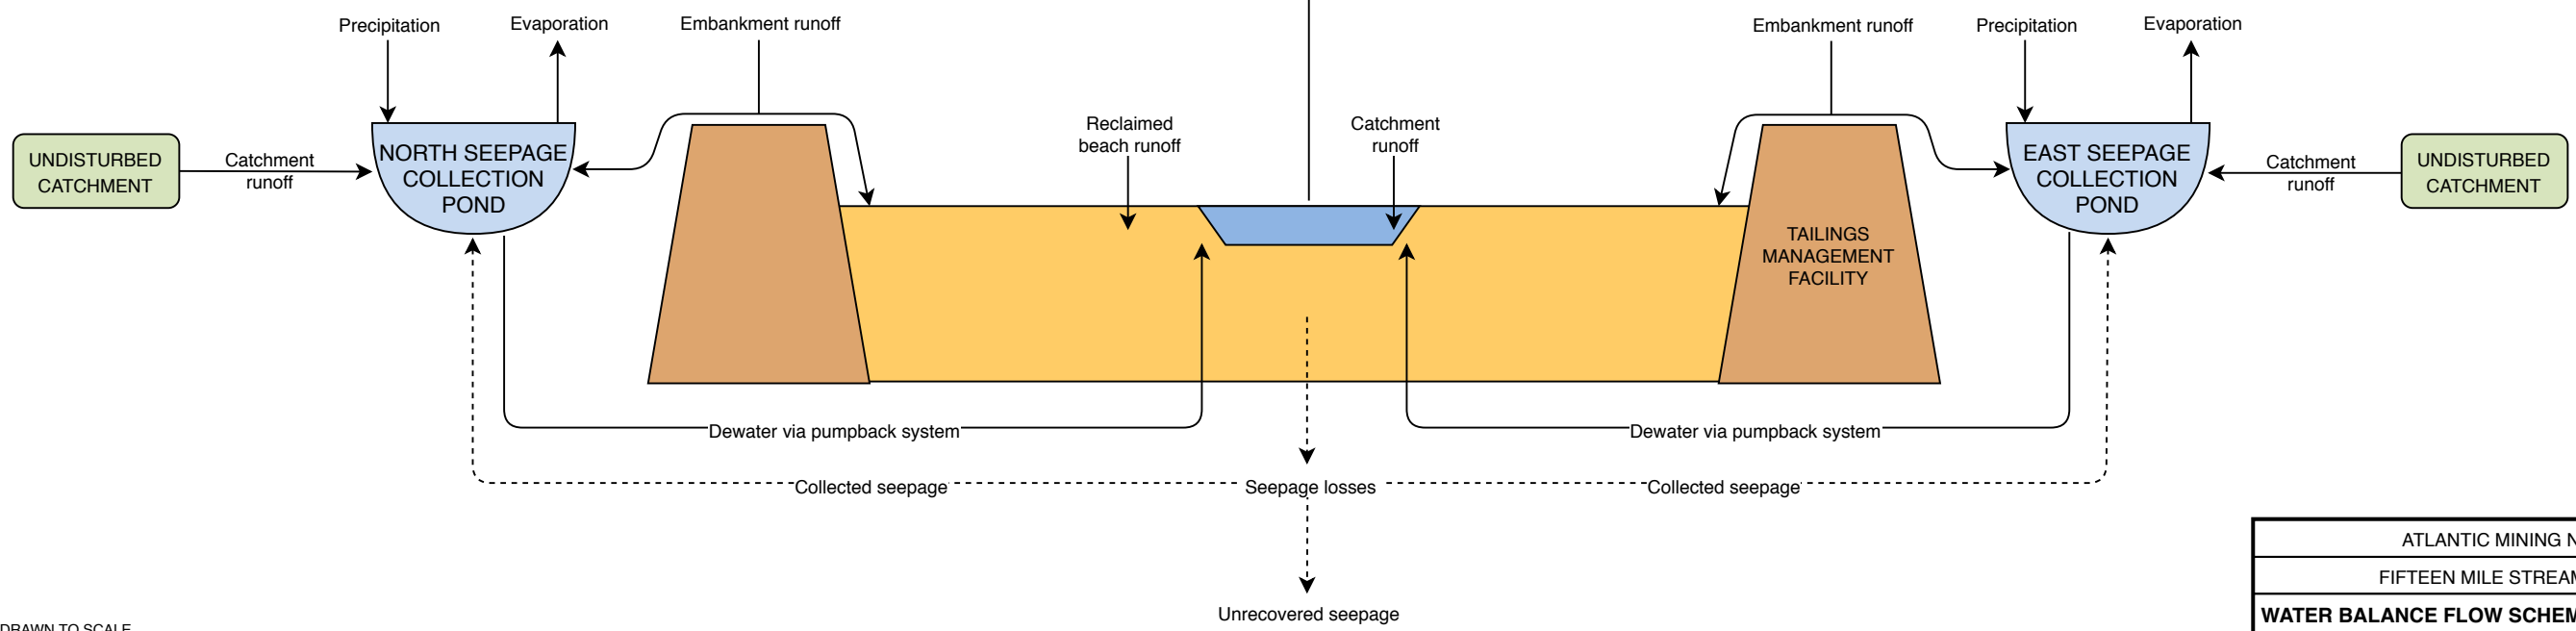 Precipitation
Evaporation
Embankment runoff
Embankment runoff
Precipitation
Evaporation
UNDISTURBED
CATCHMENT
Catchment
runoff
NORTH SEEPAGE
COLLECTION
POND
Reclaimed
beach runoff
Catchment
runoff
EAST SEEPAGE
COLLECTION
POND
Catchment
runoff
UNDISTURBED
CATCHMENT
TAILINGS
MANAGEMENT
FACILITY
Dewater via pumpback system
Dewater via pumpback system
Collected seepage
Seepage losses
Collected seepage
Unrecovered seepage
ATLANTIC MINING N
FIFTEEN MILE STREAM
WATER BALANCE FLOW SCHEM
DRAWN TO SCALE